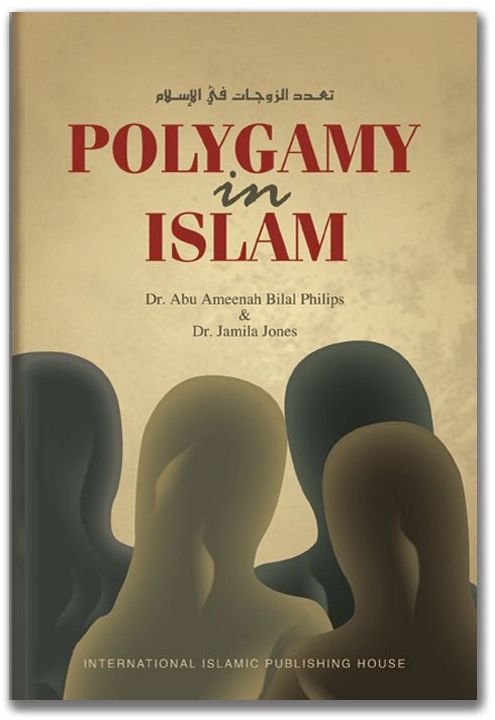 تعدد الزوجات في الإسلام
POLYGAMY
in
ISLAM
Dr. Abu Ameenah Bilal Philips
&
Dr. Jamila Jones
INTERNATIONAL ISLAMIC PUBLISHING HOUSE